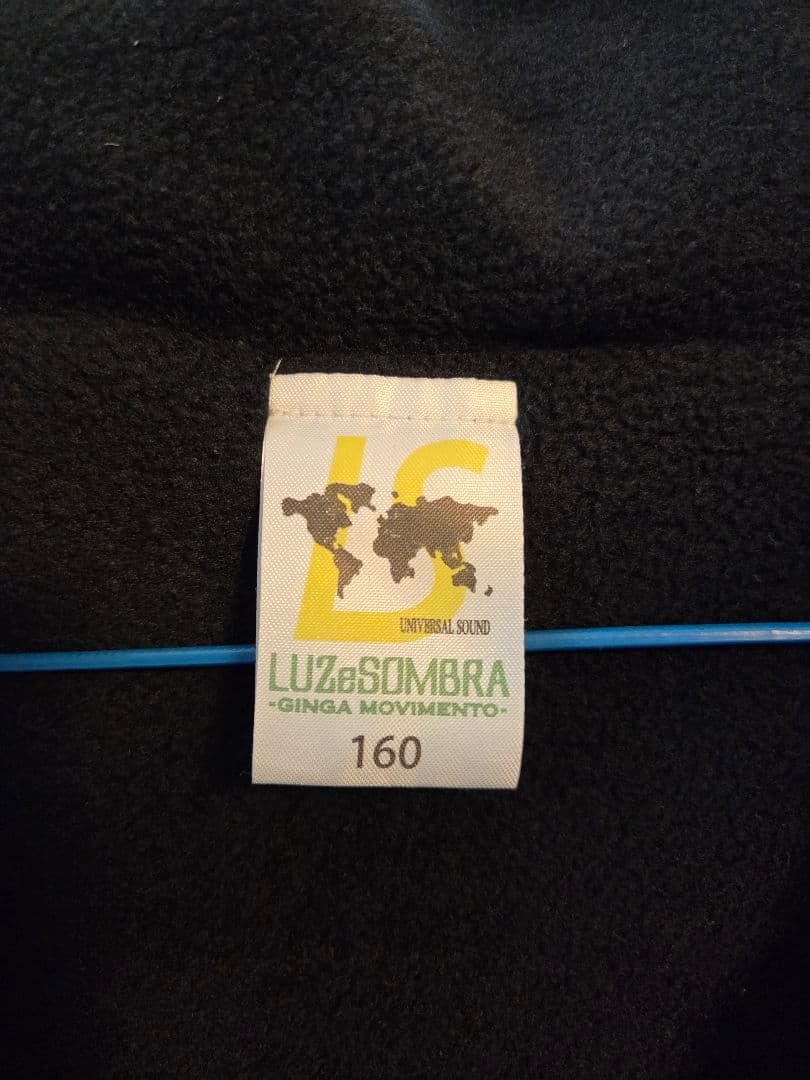 LS
UNIVERSAL SOUND
LUZeSOMBRA
-GINGA MOVIMENTO-
160